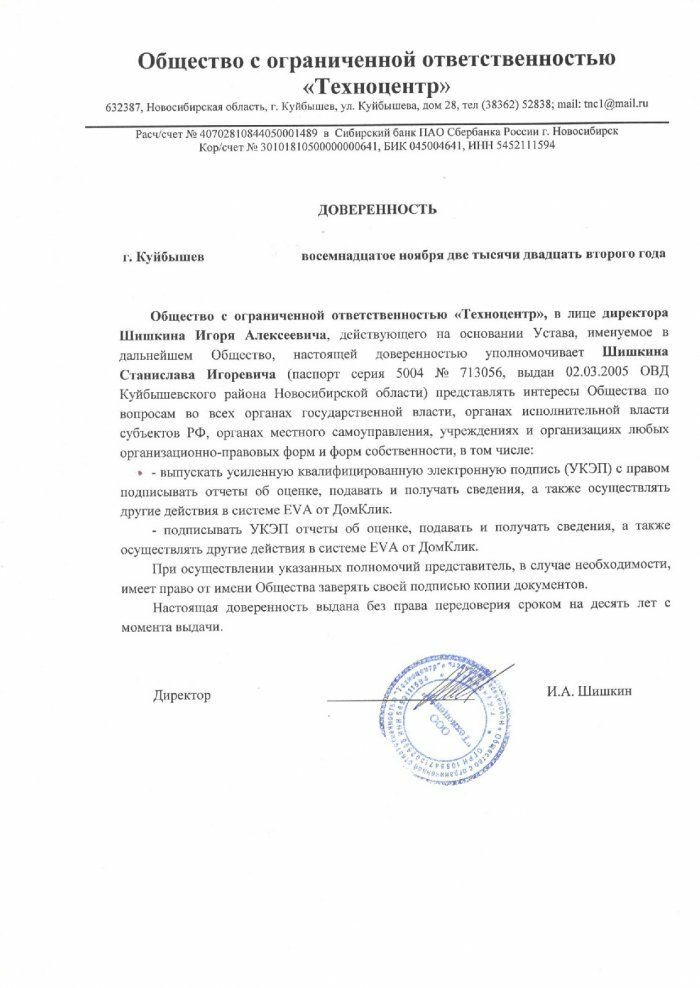 Общество с ограниченной ответственностью
«Техноцентр»
632387, Новосибирская область, г. Куйбышев, ул. Куйбышева, дом 28, тел (38362) 52838; mail: tnc1@mail.ru
Расч/счет № 40702810844050001489 в Сибирский банк ПАО Сбербанка России г. Новосибирск
Кор/счет № 30101810500000000641, БИК 045004641, ИНН 5452111594
ДОВЕРЕННОСТЬ
г. Куйбышев восемнадцатое ноября две тысячи двадцать второго года
Общество с ограниченной ответственностью «Техноцентр», в лице директора
Шишкина Игоря Алексеевича, действующего на основании Устава, именуемое в
дальнейшем Общество, настоящей доверенностью уполномочивает Шишкина
Станислава Игоревича (паспорт серия 5004 № 713056, выдан 02.03.2005 ОВД
Куйбышевского района Новосибирской области) представлять интересы Общества по
вопросам во всех органах государственной власти, органах исполнительной власти
субъектов РФ, органах местного самоуправления, учреждениях и организациях любых
организационно-правовых форм и форм собственности, в том числе:
- выпускать усиленную квалифицированную электронную подпись (УКЭП) с правом
подписывать отчеты об оценке, подавать и получать сведения, а также осуществлять
другие действия в системе EVA от ДомКлик.
- подписывать УКЭП отчеты об оценке, подавать и получать сведения, а также
осуществлять другие действия в системе EVA от ДомКлик.
При осуществлении указанных полномочий представитель, в случае необходимости,
имеет право от имени Общества заверять своей подписью копии документов.
Настоящая доверенность выдана без права передоверия сроком на десять лет с
момента выдачи.
Директор И.А. Шишкин
ООО
"Техноцентр"